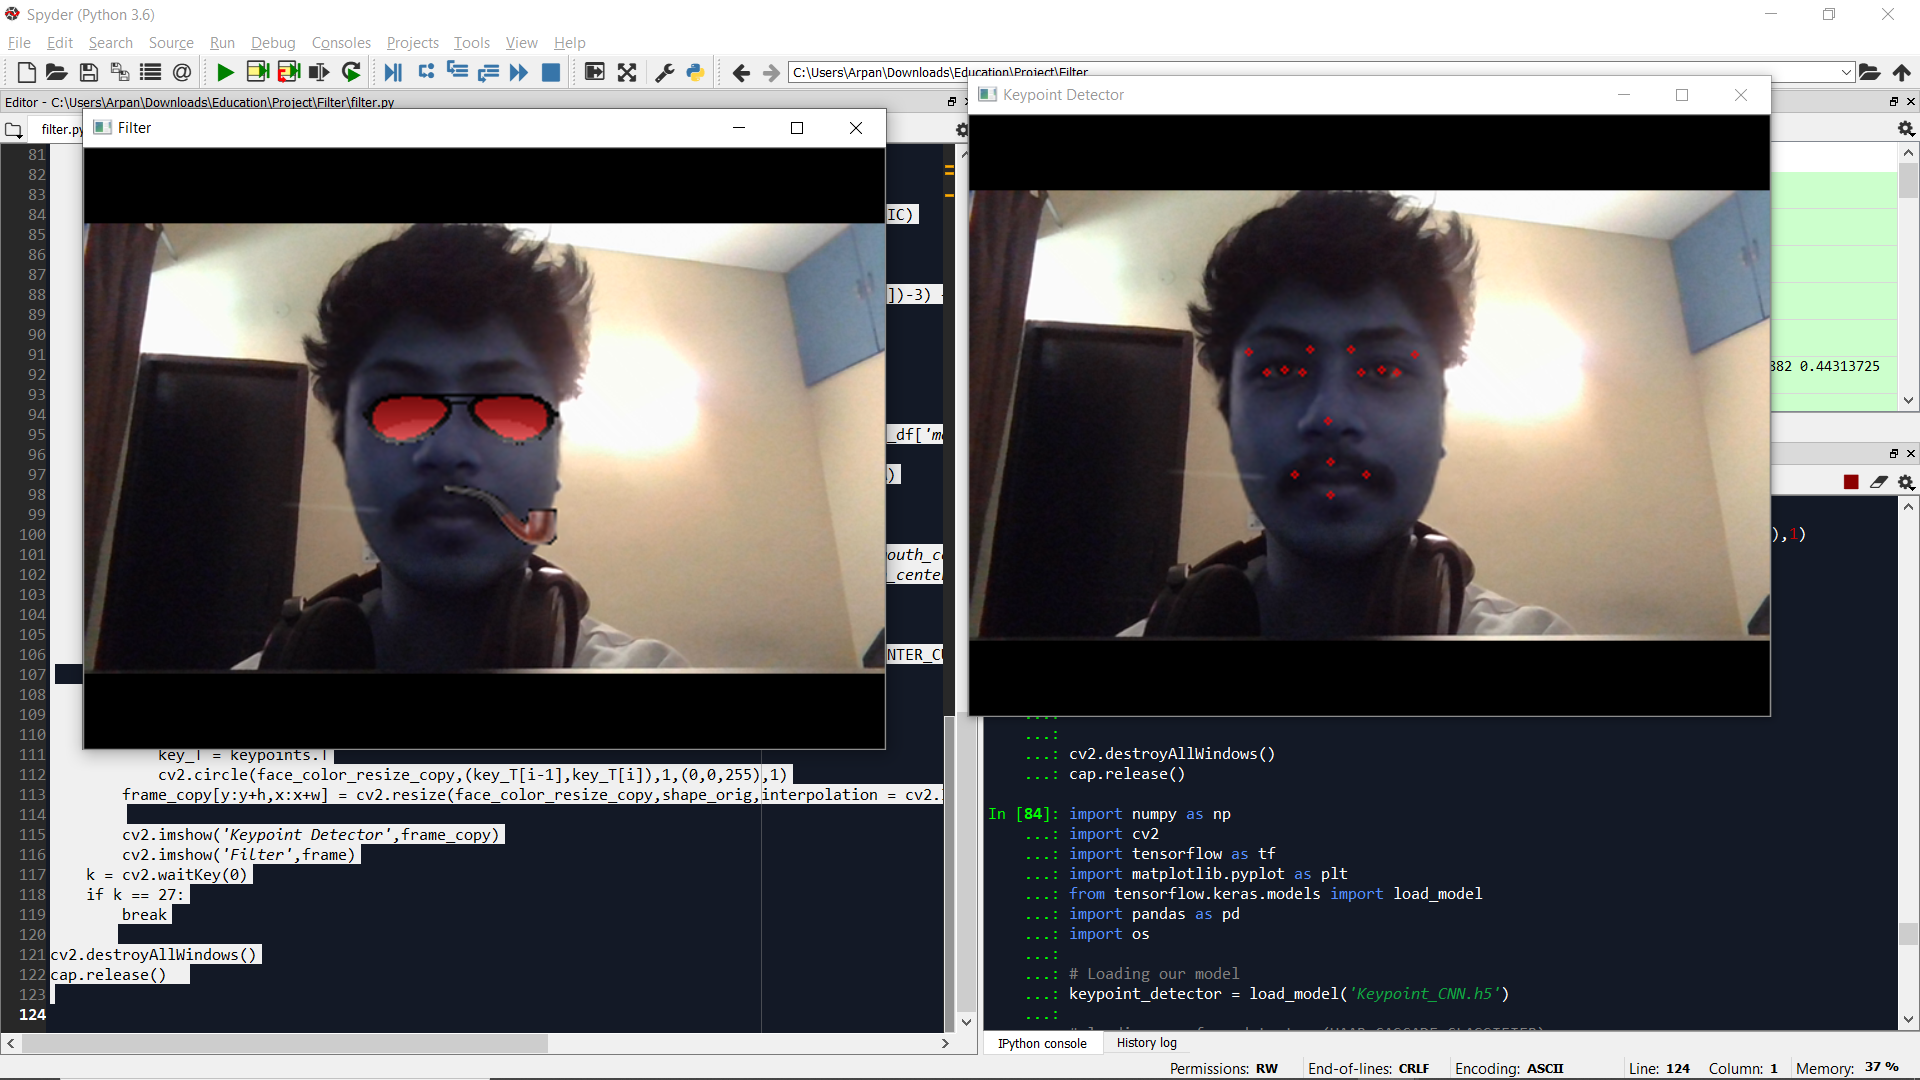 Spyder (Python 3.6)
File Edit Search Source Run Debug Consoles Projects Tools View Help
C:\Users\Arpan\Downloads\Education\Project\Filter
Editor - C:\Users\Arpan\Downloads\Education\Project\Filter\filter.py
Keypoint Detector
filter.py
Filter
81
82
83
84 IC)
85
86
87
88 ])-3)
89
90
91
92
93
94
95 _df['m
96
97 )
98
99
100
101 outh_c
102 _cente
103
104
105
106 NTER_CU
107
108
109
110
111 key_T = keypoints.T
112 cv2.circle(face_color_resize_copy,(key_T[i-1],key_T[i]),1,(0,0,255),1)
113 frame_copy[y:y+h,x:x+w] = cv2.resize(face_color_resize_copy,shape_orig,interpolation = cv2.
114
115 cv2.imshow('Keypoint Detector',frame_copy)
116 cv2.imshow('Filter',frame)
117 k = cv2.waitKey(0)
118 if k == 27:
119 break
120
121 cv2.destroyAllWindows()
122 cap.release()
123
124
382 0.44313725
),1)
...:
...:
...: cv2.destroyAllWindows()
...: cap.release()
In [84]: import numpy as np
...: import cv2
...: import tensorflow as tf
...: import matplotlib.pyplot as plt
...: from tensorflow.keras.models import load_model
...: import pandas as pd
...: import os
...:
...: # Loading our model
...: keypoint_detector = load_model('Keypoint_CNN.h5')
...:
IPython console History log
Permissions: RW End-of-lines: CRLF Encoding: ASCII Line: 124 Column: 1 Memory: 37 %